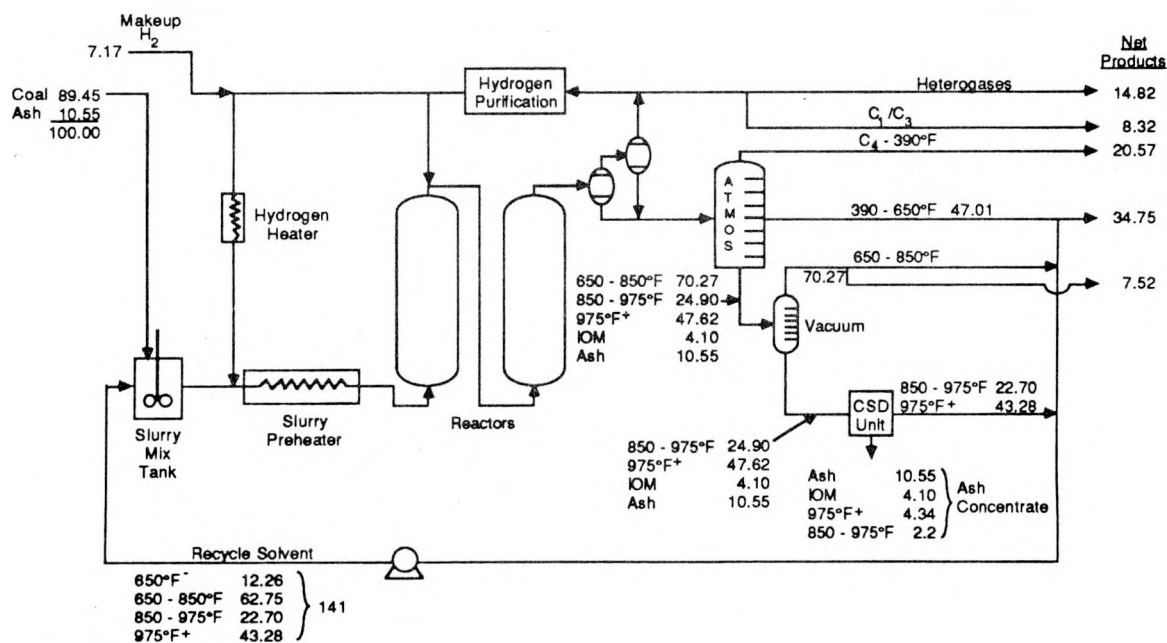 Makeup
H2
7.17
Coal 89.45
Ash 10.55
100.00
Hydrogen
Purification
Net
Products
Heterogases
14.82
C1/C3
8.32
C4 - 390°F
20.57
Hydrogen
Heater
ATMOS
390 - 650°F 47.01
34.75
650 - 850°F
70.27
7.52
650 - 850°F 70.27
850 - 975°F 24.90
975°F+ 47.62
IOM 4.10
Ash 10.55
Vacuum
Slurry
Mix
Tank
Slurry
Preheater
Reactors
CSD
Unit
850 - 975°F 22.70
975°F+ 43.28
850 - 975°F 24.90
975°F+ 47.62
IOM 4.10
Ash 10.55
Ash 10.55
IOM 4.10
975°F+ 4.34
850 - 975°F 2.2
Ash
Concentrate
Recycle Solvent
650°F- 12.26
650 - 850°F 62.75
850 - 975°F 22.70
975°F+ 43.28
141